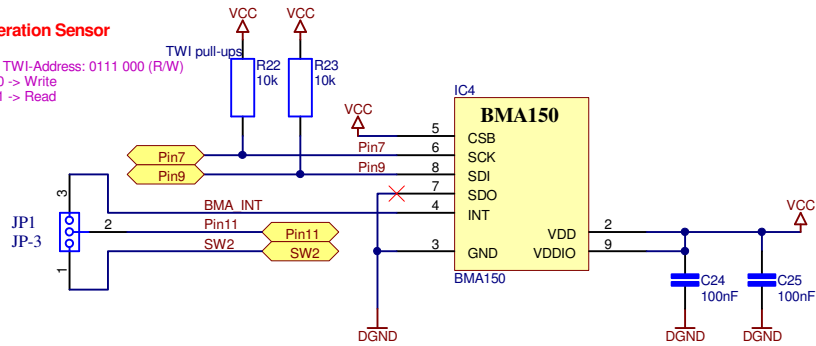 eration Sensor
TWI-Address: 0111 000 (R/W)
0 -> Write
1 -> Read
VCC
VCC
TWI pull-ups
R22
10k
R23
10k
VCC
IC4
BMA150
5
CSB
Pin7
Pin7
6
SCK
Pin9
Pin9
8
SDI
7
SDO
BMA_INT
4
INT
3
JP1
JP-3
2
Pin11
Pin11
1
SW2
SW2
3
GND
VDD
2
VDDIO
9
VCC
BMA150
C24
100nF
C25
100nF
DGND
DGND
DGND